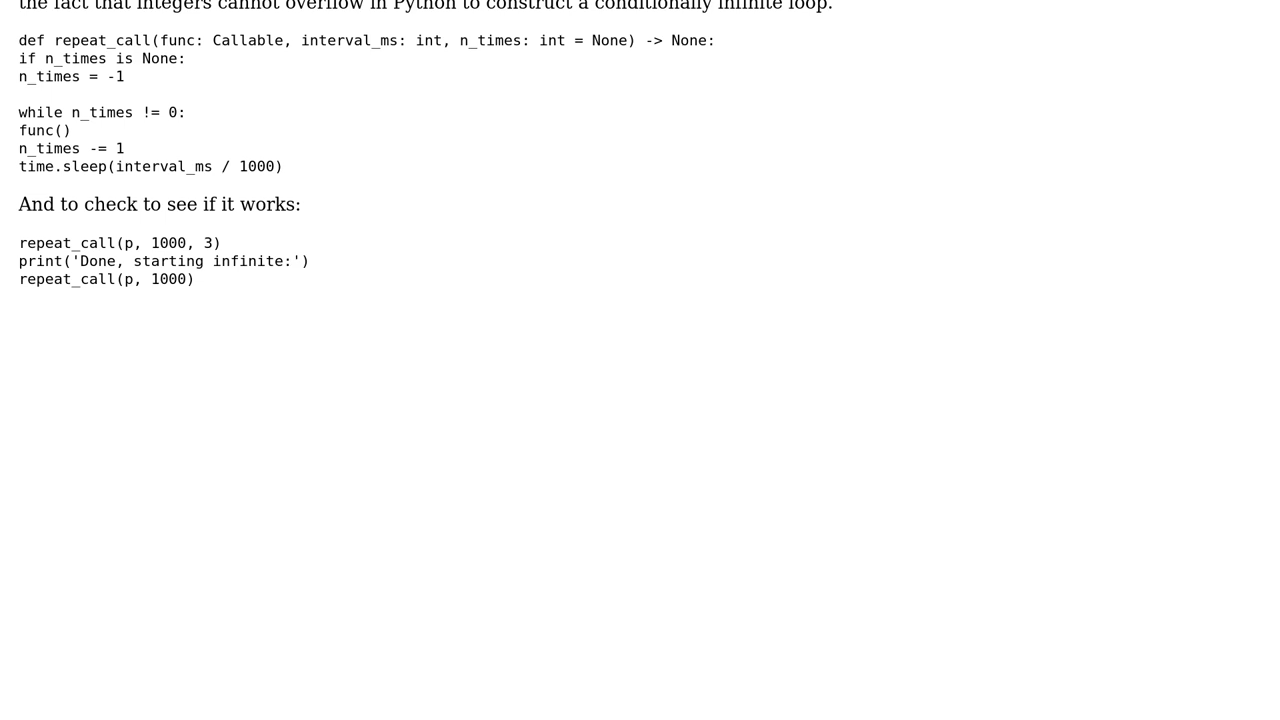 the fact that integers cannot overflow in Python to construct a conditionally infinite loop.
def repeat_call(func: Callable, interval_ms: int, n_times: int = None) -> None:
if n_times is None:
n_times = -1
while n_times != 0:
func()
n_times -= 1
time.sleep(interval_ms / 1000)
And to check to see if it works:
repeat_call(p, 1000, 3)
print('Done, starting infinite:')
repeat_call(p, 1000)